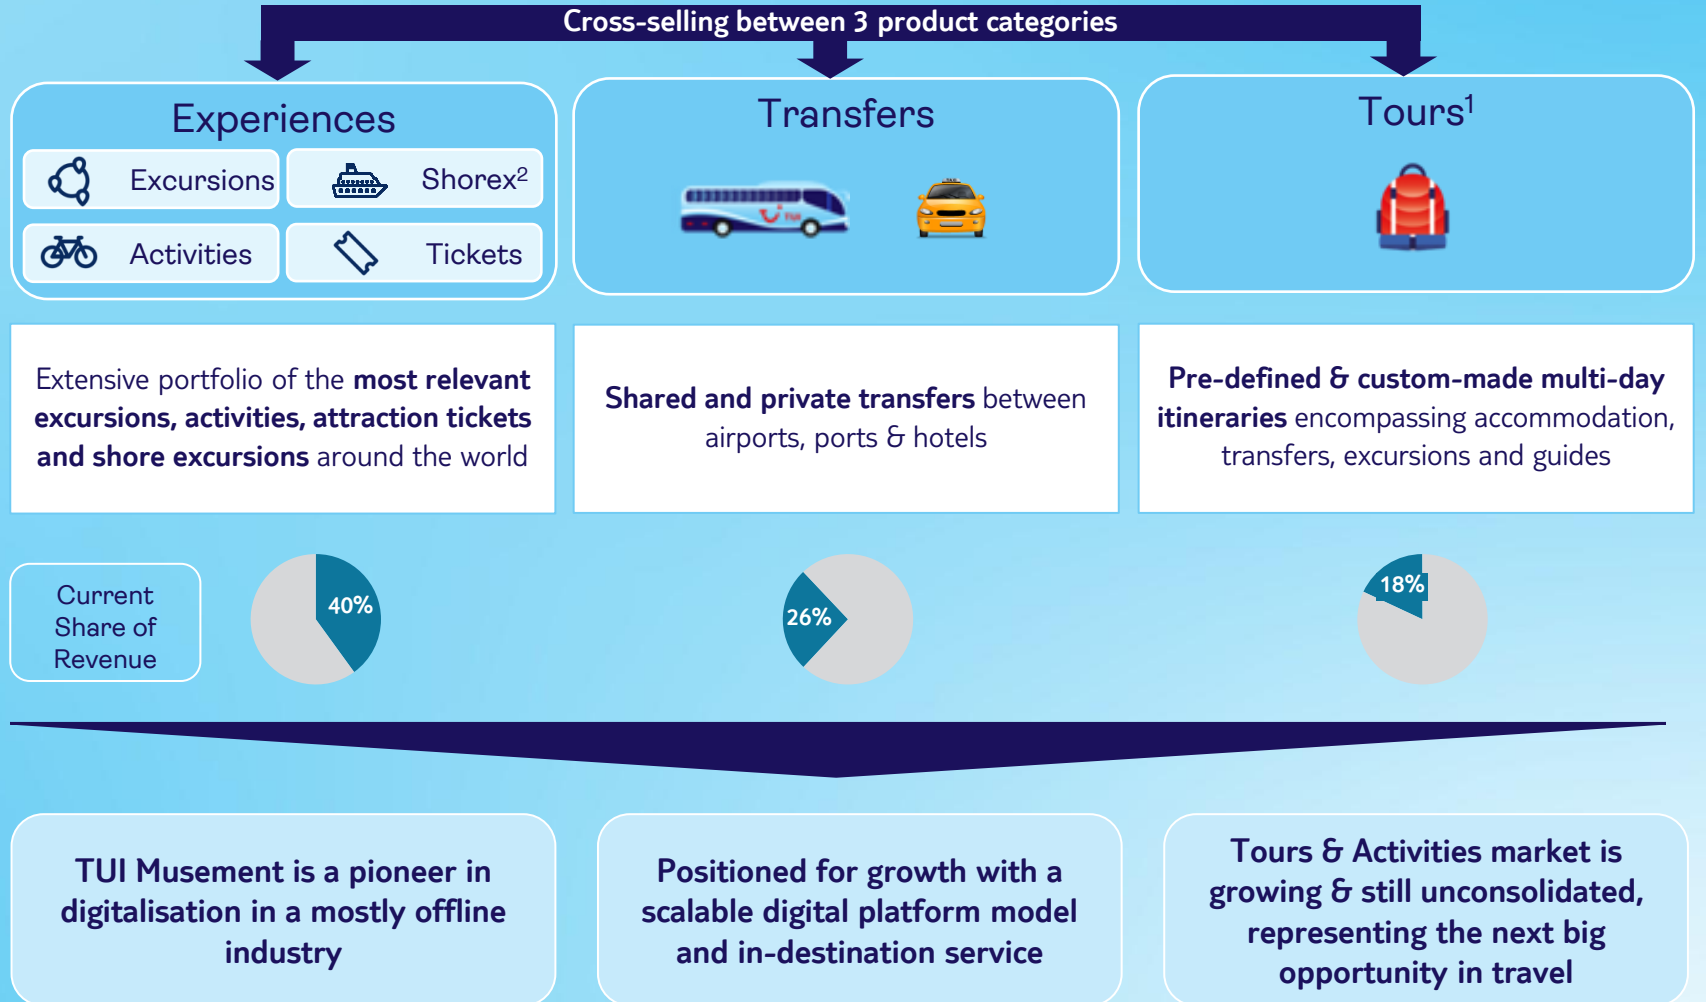 Cross-selling between 3 product categories
Experiences
Excursions
Shorex²
Activities
Tickets
Transfers
TUI
TAXI
Tours¹
Extensive portfolio of the most relevant
excursions, activities, attraction tickets
and shore excursions around the world
Shared and private transfers between
airports, ports & hotels
Pre-defined & custom-made multi-day
itineraries encompassing accommodation,
transfers, excursions and guides
Current
Share of
Revenue
40%
26%
18%
TUI Musement is a pioneer in
digitalisation in a mostly offline
industry
Positioned for growth with a
scalable digital platform model
and in-destination service
Tours & Activities market is
growing & still unconsolidated,
representing the next big
opportunity in travel